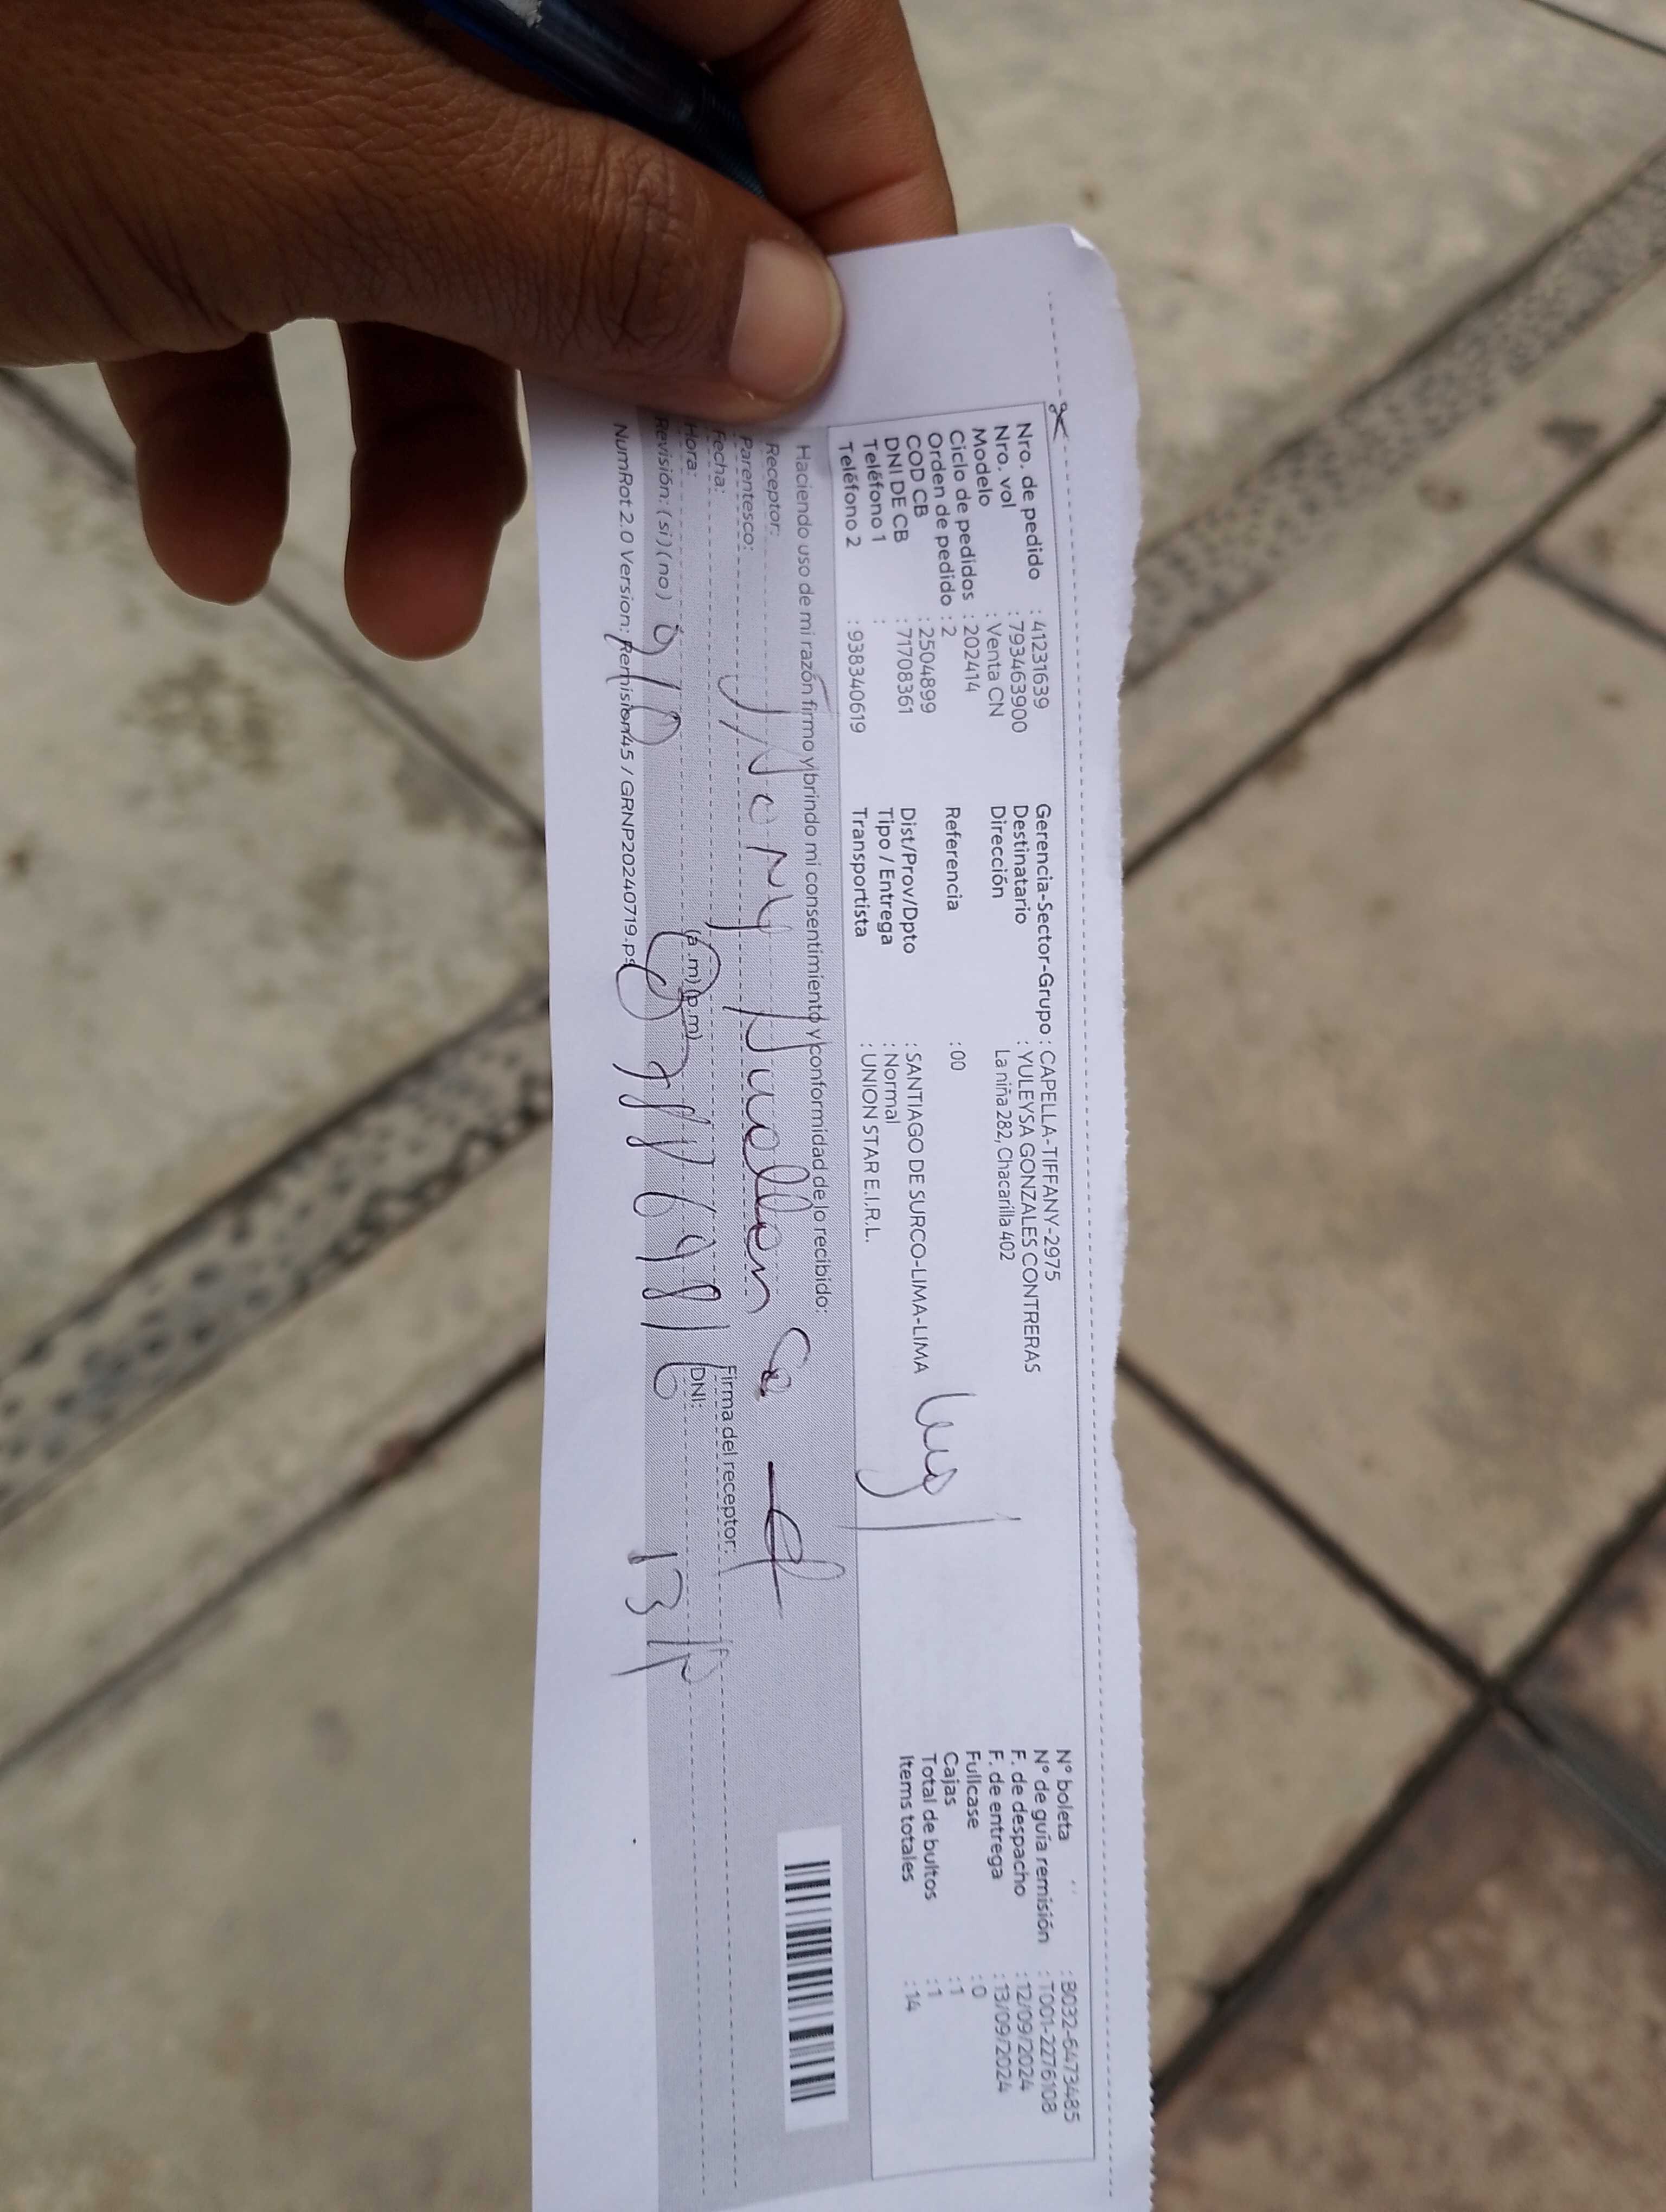 Nro. de pedido : 41231639
Nro. vol : 793463900
Modelo : Venta CN
Ciclo de pedidos : 202414
Orden de pedido : 2
COD CB : 2504899
DNI DE CB : 71708361
Teléfono 1 :
Teléfono 2 : 938340619
Gerencia-Sector-Grupo : CAPELLA-TIFFANY-2975
Destinatario : YULEYSA GONZALES CONTRERAS
Dirección La niña 282, Chacarilla 402
Referencia : 00
Dist/Prov/Dpto : SANTIAGO DE SURCO-LIMA-LIMA
Tipo / Entrega : Normal
Transportista : UNION STAR E.I.R.L.
N° boleta : B032-6473485
N° de guía remisión : T001-2276108
F. de despacho : 12/09/2024
F. de entrega : 13/09/2024
Fullcase : 0
Cajas : 1
Total de bultos : 1
Items totales : 14
Haciendo uso de mi razón firmo y brindo mi consentimiento y conformidad de lo recibido:
Receptor:
Parentesco:
Fecha:
Firma del receptor:
Hora: (a.m) (p.m) DNI:
Revisión: (si) (no)
NumRot 2.0 Version: Remision45 / GRNP20240719.ps